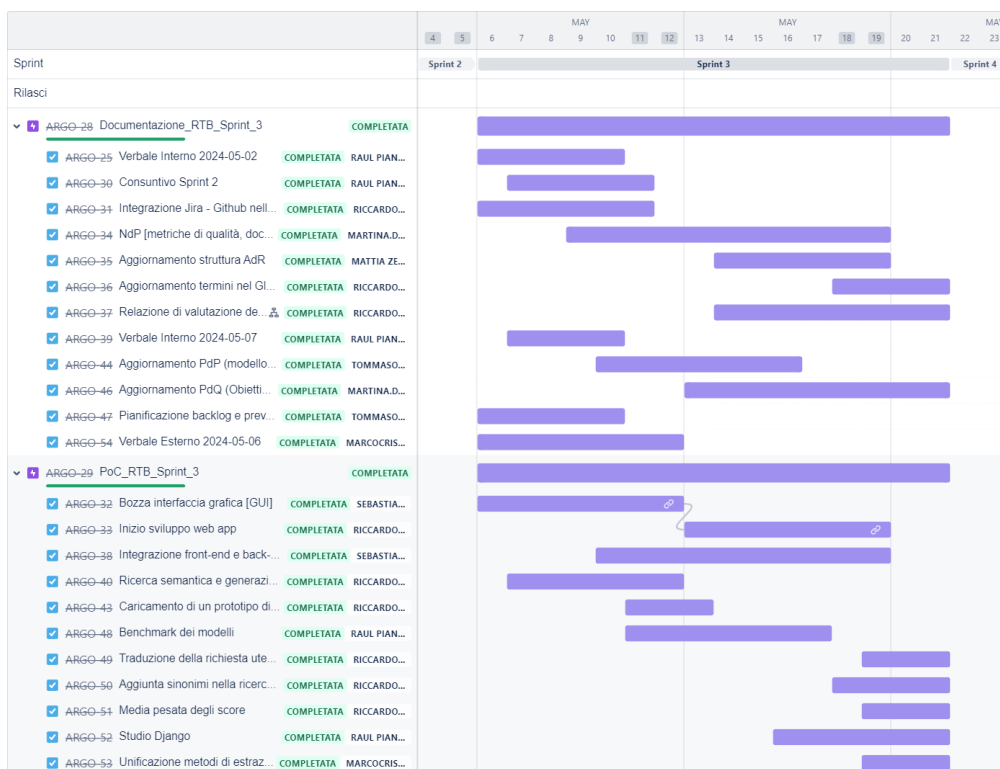 MAY MAY MAY
4 5 6 7 8 9 10 11 12 13 14 15 16 17 18 19 20 21 22 23
Sprint Sprint 2 Sprint 3 Sprint 4
Rilasci
ARGO-28 Documentazione_RTB_Sprint_3 COMPLETATA
ARGO-25 Verbale Interno 2024-05-02 COMPLETATA RAUL PIAN...
ARGO-30 Consuntivo Sprint 2 COMPLETATA RAUL PIAN...
ARGO-31 Integrazione Jira - Github nell... COMPLETATA RICCARDO...
ARGO-34 NdP [metriche di qualità, doc... COMPLETATA MARTINA.D...
ARGO-35 Aggiornamento struttura AdR COMPLETATA MATTIA ZE...
ARGO-36 Aggiornamento termini nel Gl... COMPLETATA RICCARDO...
ARGO-37 Relazione di valutazione de... COMPLETATA RICCARDO...
ARGO-39 Verbale Interno 2024-05-07 COMPLETATA RAUL PIAN...
ARGO-44 Aggiornamento PdP (modello... COMPLETATA TOMMASO...
ARGO-46 Aggiornamento PdQ (Obietti... COMPLETATA MARTINA.D...
ARGO-47 Pianificazione backlog e prev... COMPLETATA TOMMASO...
ARGO-54 Verbale Esterno 2024-05-06 COMPLETATA MARCOCRIS...
ARGO-29 PoC_RTB_Sprint_3 COMPLETATA
ARGO-32 Bozza interfaccia grafica [GUI] COMPLETATA SEBASTIA...
ARGO-33 Inizio sviluppo web app COMPLETATA RICCARDO...
ARGO-38 Integrazione front-end e back-... COMPLETATA SEBASTIA...
ARGO-40 Ricerca semantica e generazi... COMPLETATA RICCARDO...
ARGO-43 Caricamento di un prototipo di... COMPLETATA RICCARDO...
ARGO-48 Benchmark dei modelli COMPLETATA RAUL PIAN...
ARGO-49 Traduzione della richiesta ute... COMPLETATA RICCARDO...
ARGO-50 Aggiunta sinonimi nella ricerc... COMPLETATA RICCARDO...
ARGO-51 Media pesata degli score COMPLETATA RICCARDO...
ARGO-52 Studio Django COMPLETATA RAUL PIAN...
ARGO-53 Unificazione metodi di estraz... COMPLETATA MARCOCRIS...